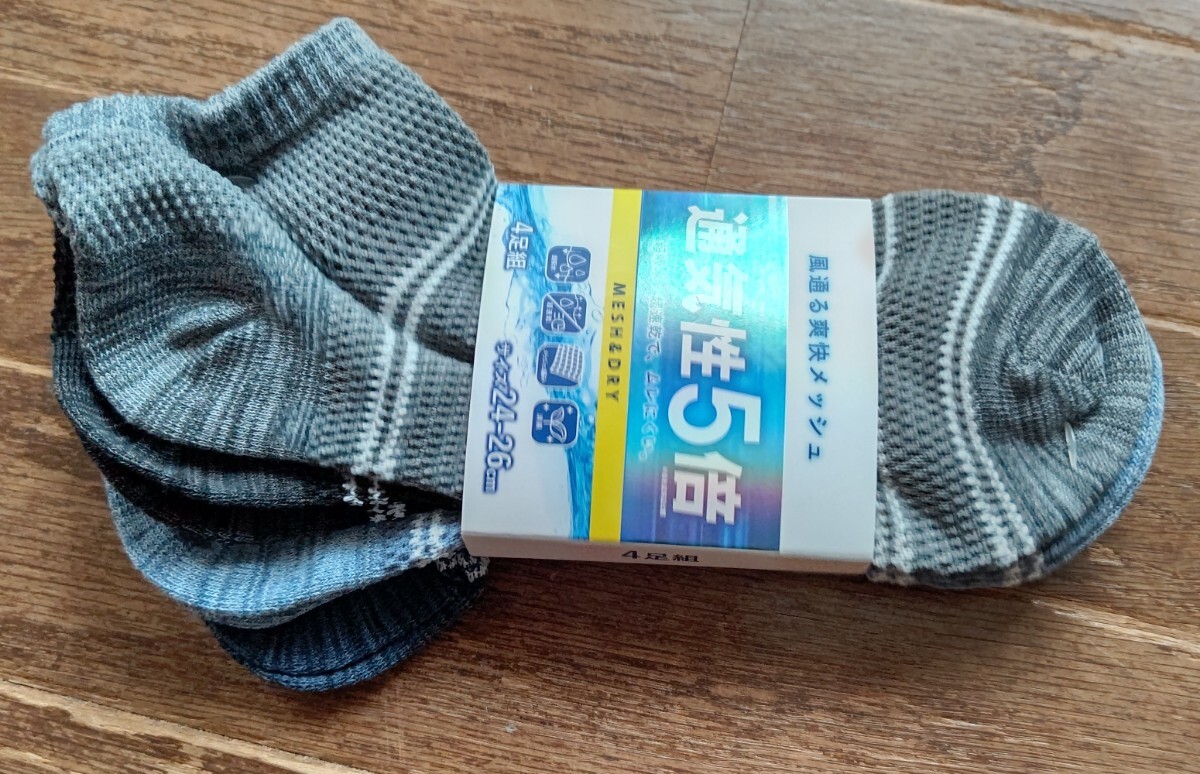 風通る爽快メッシュ
通気性5倍
MESH&DRY
4足組
サイズ24-26cm
4足組